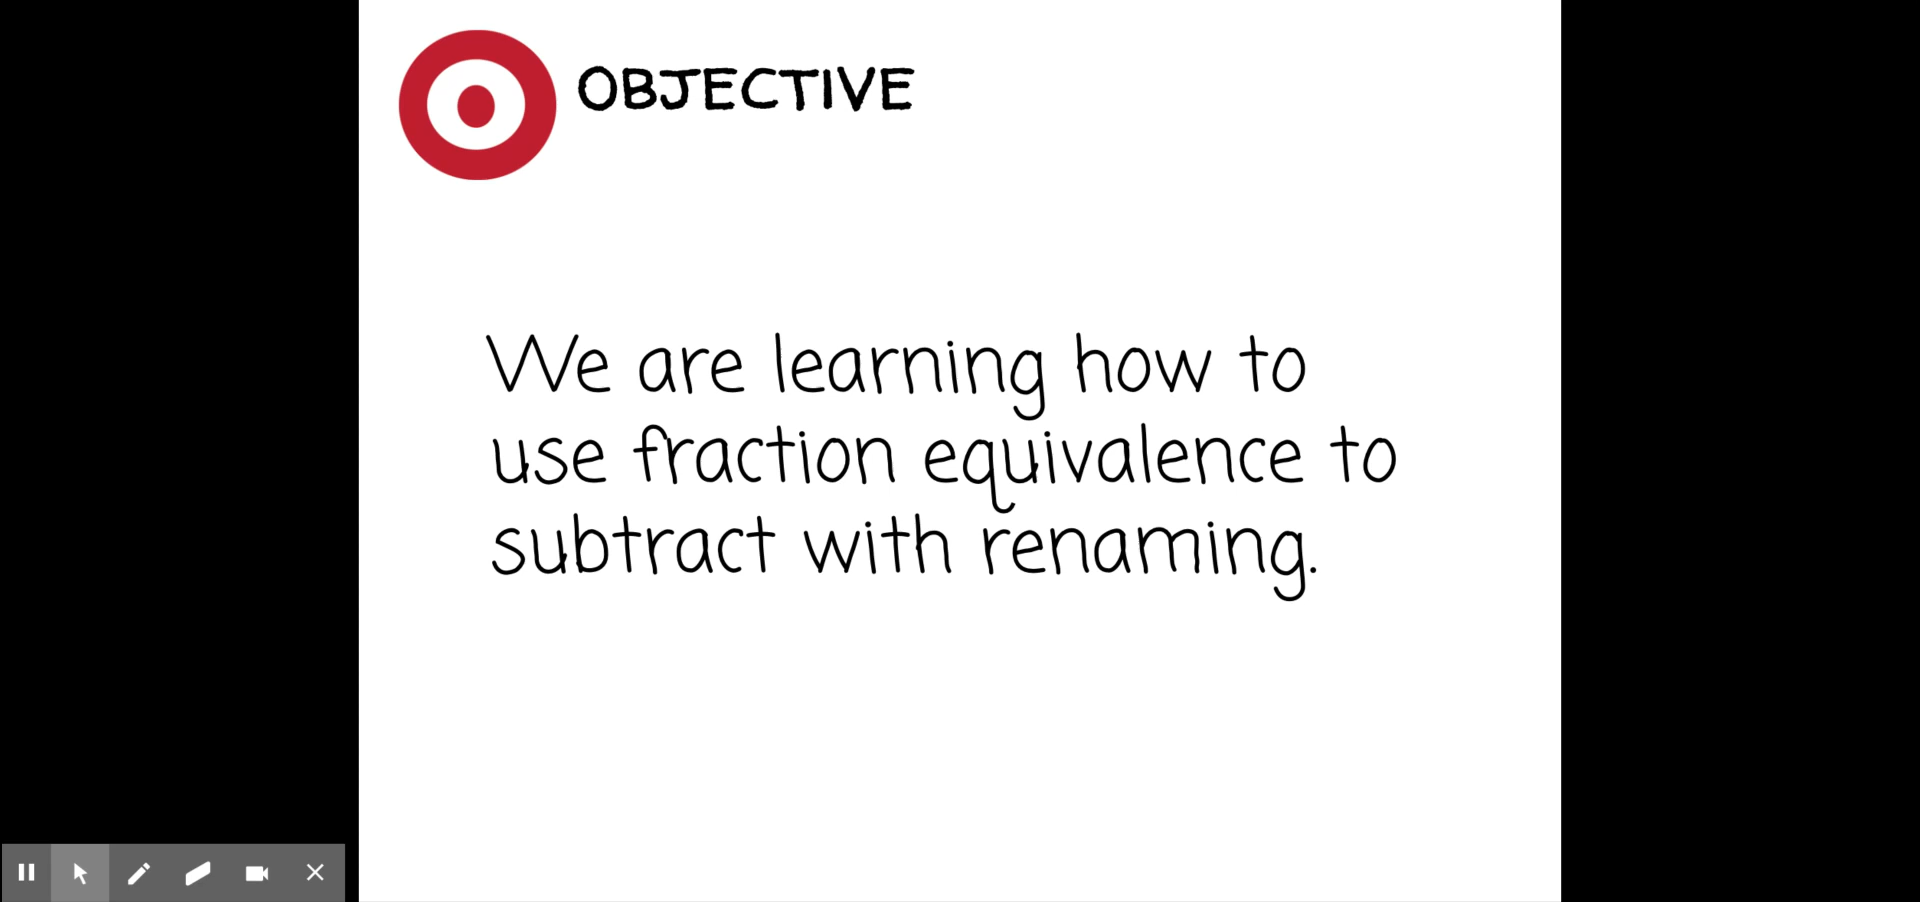 OBJECTIVE
We are learning how to
use fraction equivalence to
subtract with renaming.